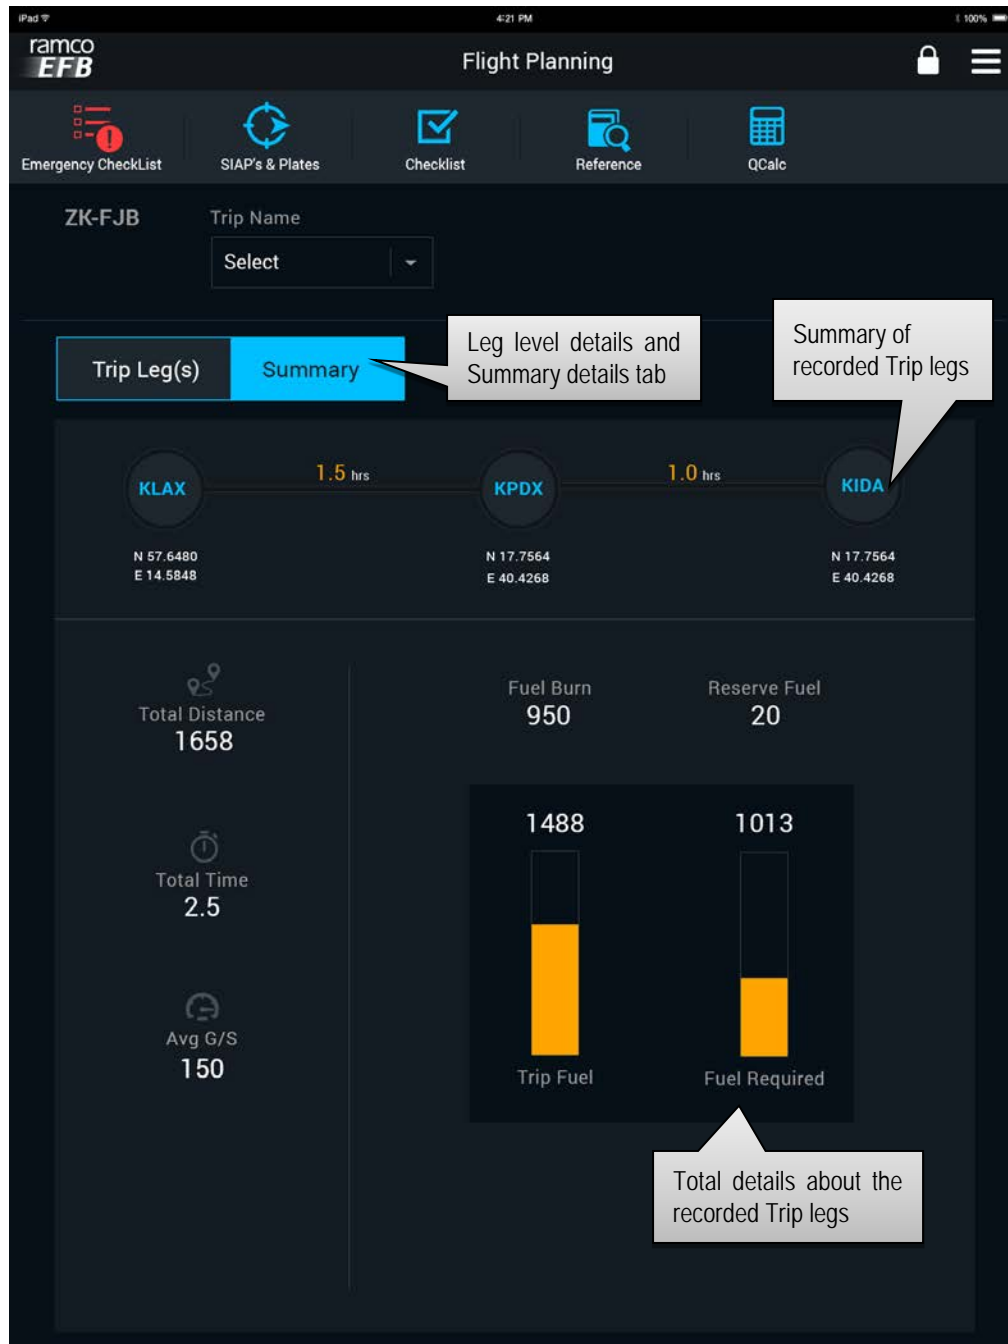 iPad 4:21 PM 100%
ramco
EFB
Flight Planning
Emergency CheckList SIAP's & Plates Checklist Reference QCalc
ZK-FJB Trip Name
Select
Leg level details and
Summary details tab
Summary of
recorded Trip legs
Trip Leg(s) Summary
KLAX 1.5 hrs KPDX 1.0 hrs KIDA
N 57.6480 N 17.7564 N 17.7564
E 14.5848 E 40.4268 E 40.4268
Total Distance
1658
Fuel Burn Reserve Fuel
950 20
1488 1013
Total Time
2.5
Avg G/S
150
Trip Fuel Fuel Required
Total details about the
recorded Trip legs